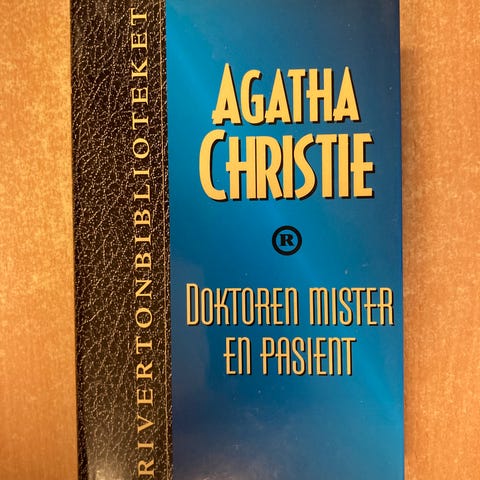 RIVERTONBIBLIOTEKET
AGATHA
CHRISTIE
R
DOKTOREN MISTER
EN PASIENT